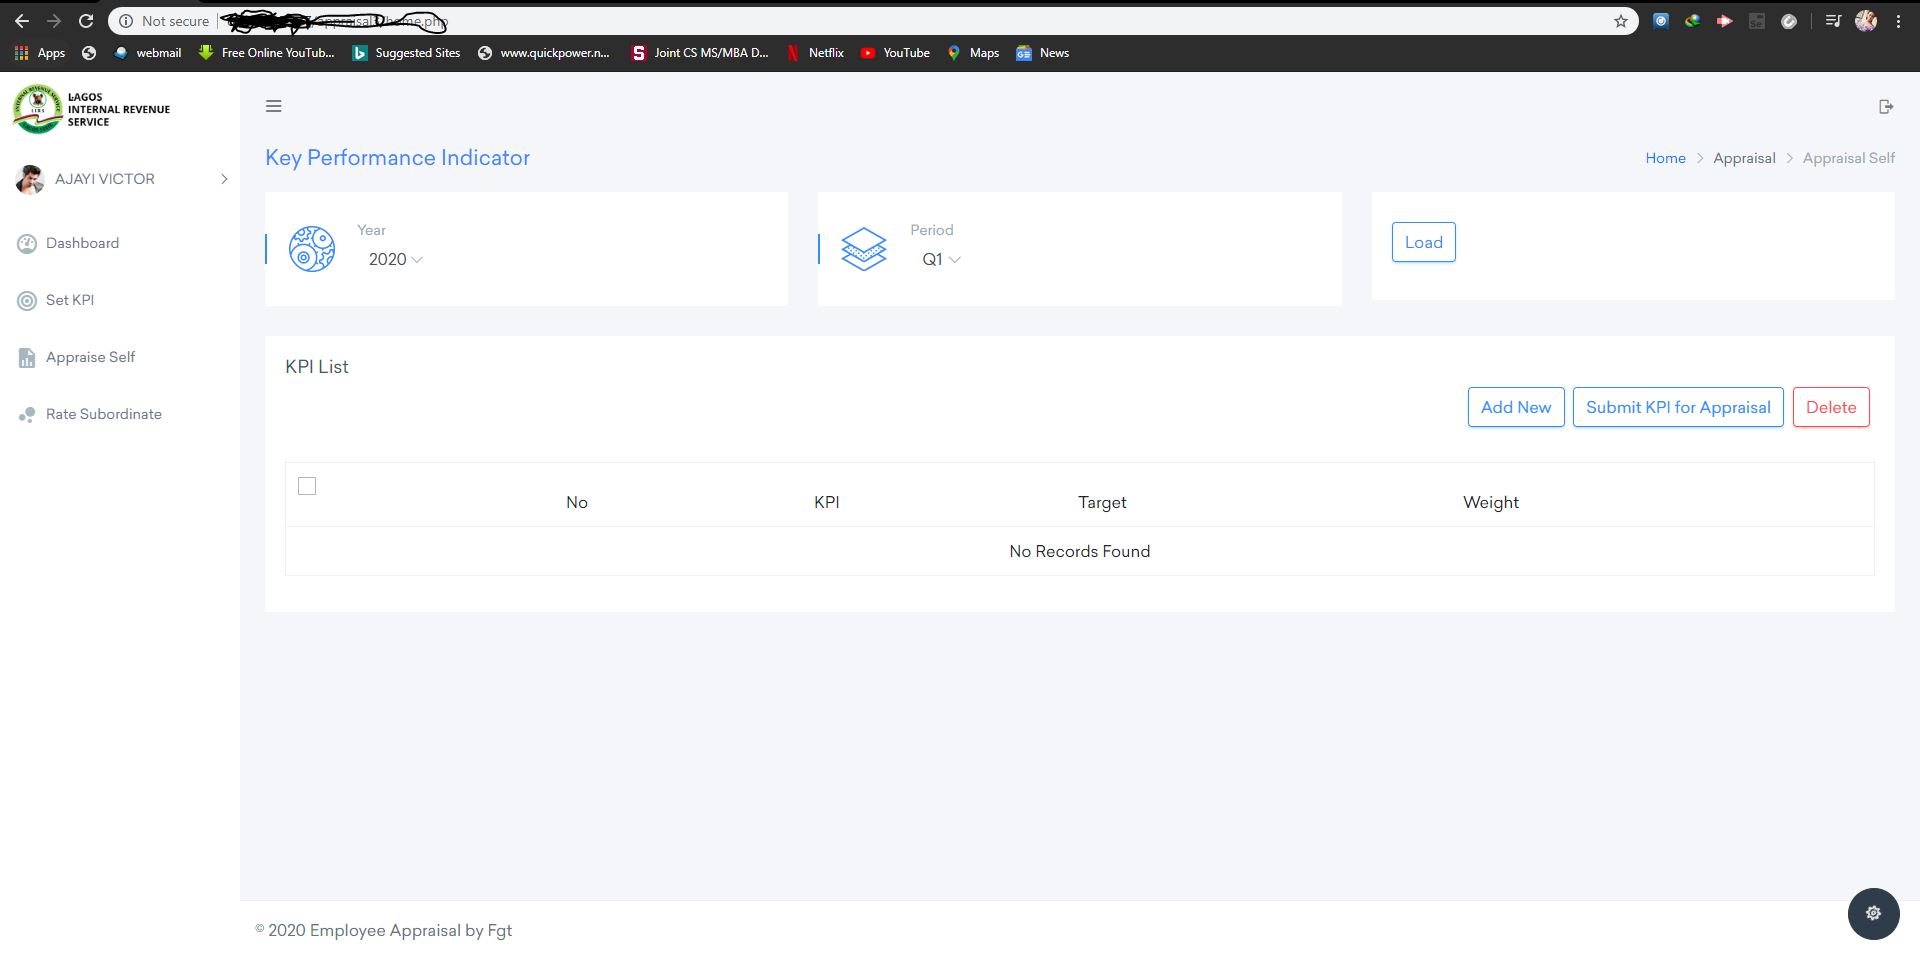 Not secure
appraisal home.php
Apps webmail Free Online YouTub... Suggested Sites www.quickpower.n... Joint CS MS/MBA D... Netflix YouTube Maps News
LAGOS
INTERNAL REVENUE
SERVICE
AJAYI VICTOR
Dashboard
Set KPI
Appraise Self
Rate Subordinate
Key Performance Indicator
Home > Appraisal > Appraisal Self
Year
2020
Period
Q1
Load
KPI List
Add New Submit KPI for Appraisal Delete
No KPI Target Weight
No Records Found
© 2020 Employee Appraisal by Fgt